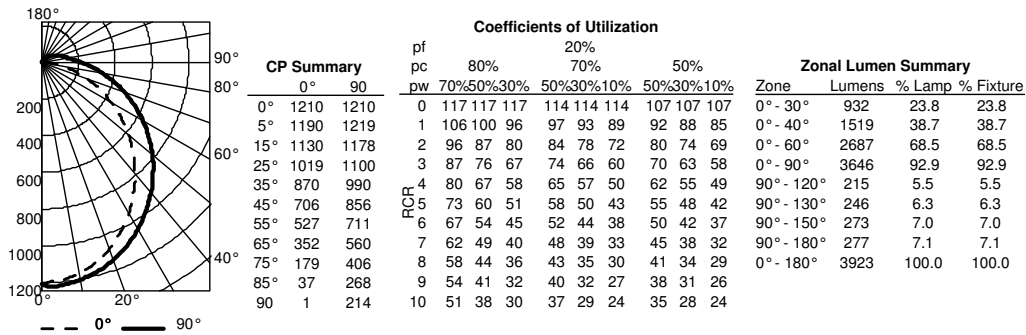 180°
90°
80°
200
400
60°
600
800
1000
40°
1200
0°
20°
0° 90°
CP Summary
0° 90
0° 1210 1210
5° 1190 1219
15° 1130 1178
25° 1019 1100
35° 870 990
45° 706 856
55° 527 711
65° 352 560
75° 179 406
85° 37 268
90 1 214
Coefficients of Utilization
pf 20%
pc 80% 70% 50%
pw 70%50%30% 50%30%10% 50%30%10%
RCR
0 117 117 117 114 114 114 107 107 107
1 106 100 96 97 93 89 92 88 85
2 96 87 80 84 78 72 80 74 69
3 87 76 67 74 66 60 70 63 58
4 80 67 58 65 57 50 62 55 49
5 73 60 51 58 50 43 55 48 42
6 67 54 45 52 44 38 50 42 37
7 62 49 40 48 39 33 45 38 32
8 58 44 36 43 35 30 41 34 29
9 54 41 32 40 32 27 38 31 26
10 51 38 30 37 29 24 35 28 24
Zonal Lumen Summary
Zone Lumens % Lamp % Fixture
0°- 30° 932 23.8 23.8
0°- 40° 1519 38.7 38.7
0°- 60° 2687 68.5 68.5
0°- 90° 3646 92.9 92.9
90°- 120° 215 5.5 5.5
90°- 130° 246 6.3 6.3
90°- 150° 273 7.0 7.0
90°- 180° 277 7.1 7.1
0°- 180° 3923 100.0 100.0